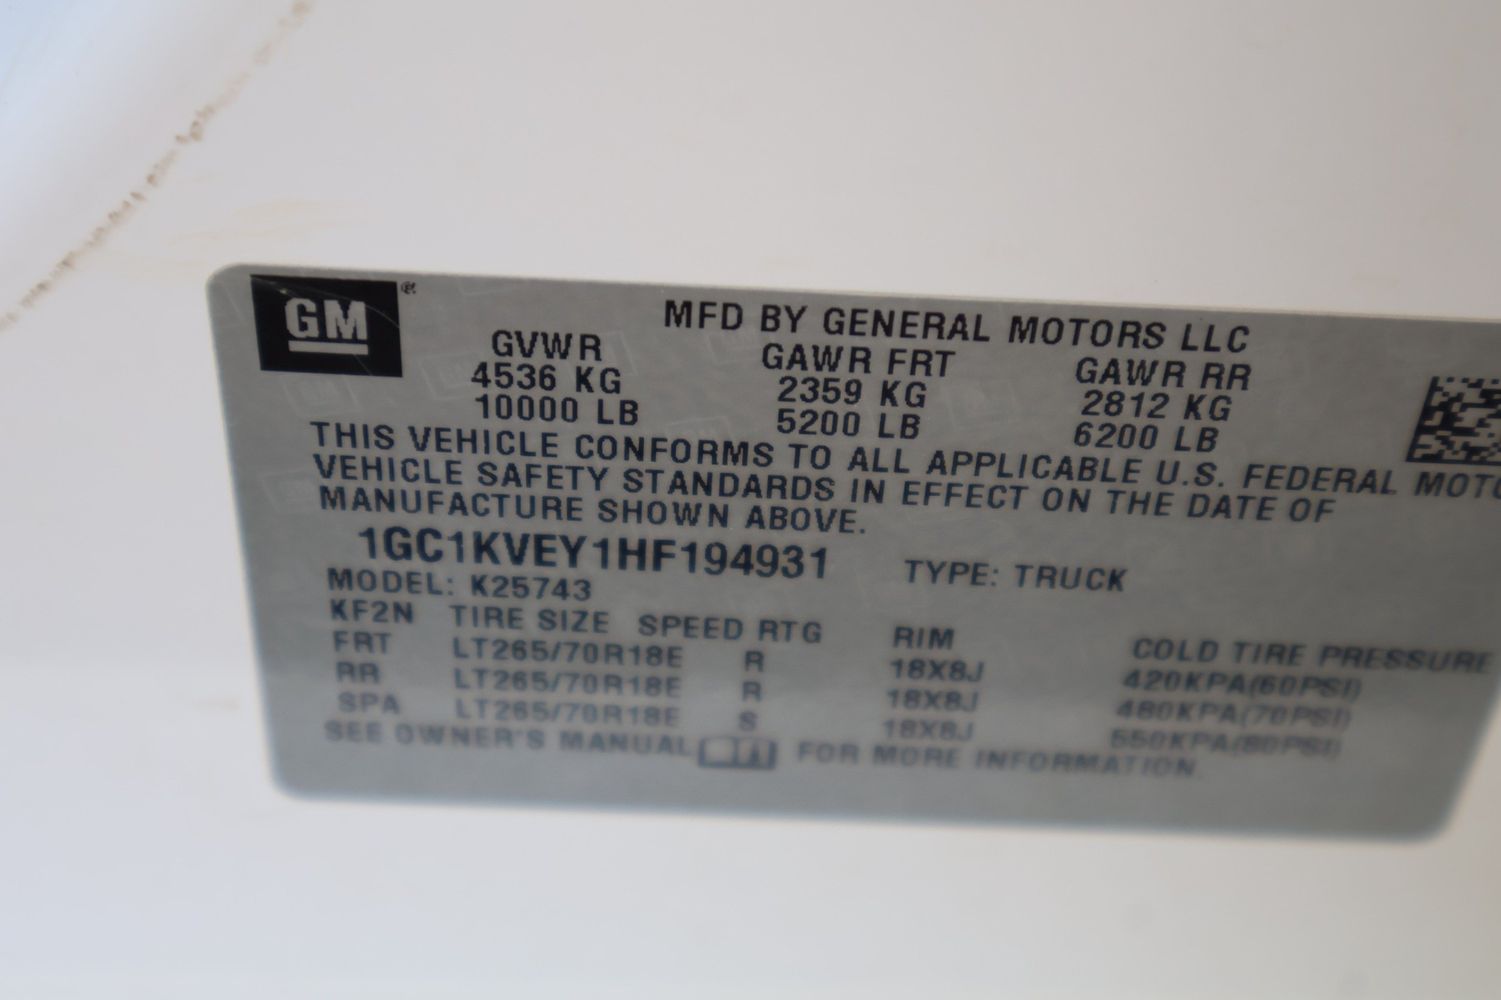 GM®
MFD BY GENERAL MOTORS LLC
GVWR GAWR FRT GAWR RR
4536 KG 2359 KG 2812 KG
10000 LB 5200 LB 6200 LB
THIS VEHICLE CONFORMS TO ALL APPLICABLE U.S. FEDERAL MOTO
VEHICLE SAFETY STANDARDS IN EFFECT ON THE DATE OF
MANUFACTURE SHOWN ABOVE.
1GC1KVEY1HF194931 TYPE: TRUCK
MODEL: K25743
KF2N TIRE SIZE SPEED RTG RIM COLD TIRE PRESSURE
FRT LT265/70R18E R 18X8J 420KPA(60PSI)
RR LT265/70R18E R 18X8J 480KPA(70PSI)
SPA LT265/70R18E S 18X8J 550KPA(80PSI)
SEE OWNER'S MANUAL FOR MORE INFORMATION.